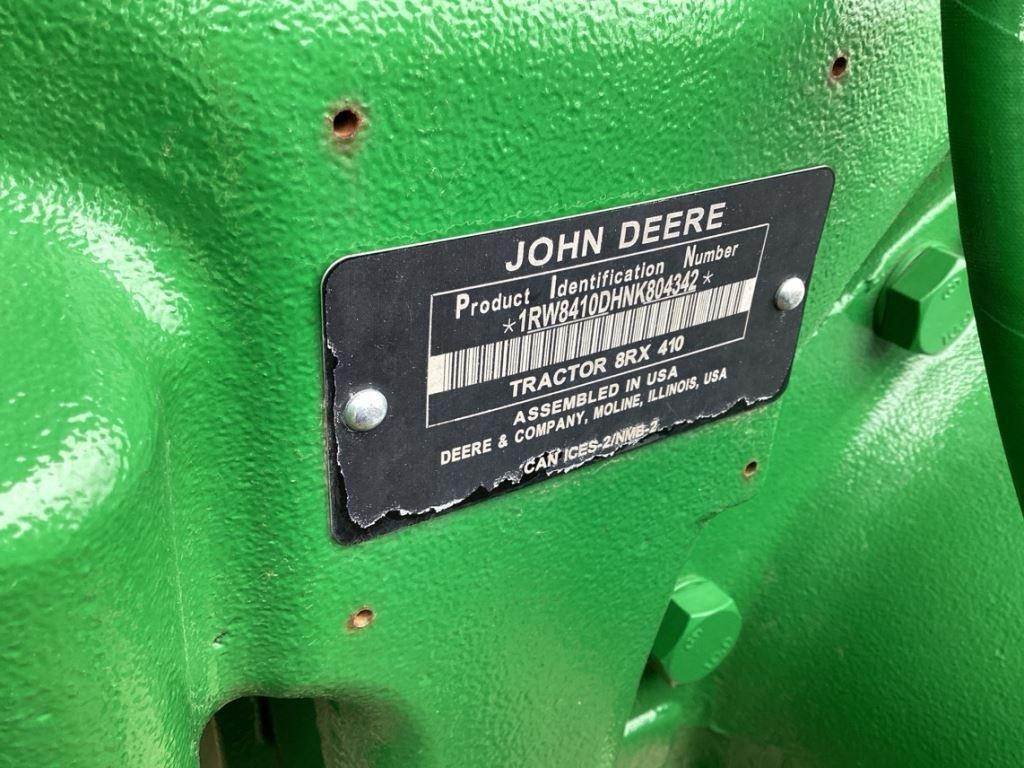 JOHN DEERE
Product Identification Number
*1RW8410DHNK804342*
TRACTOR 8RX 410
ASSEMBLED IN USA
DEERE & COMPANY, MOLINE, ILLINOIS, USA
CAN ICES-2/NMB-2